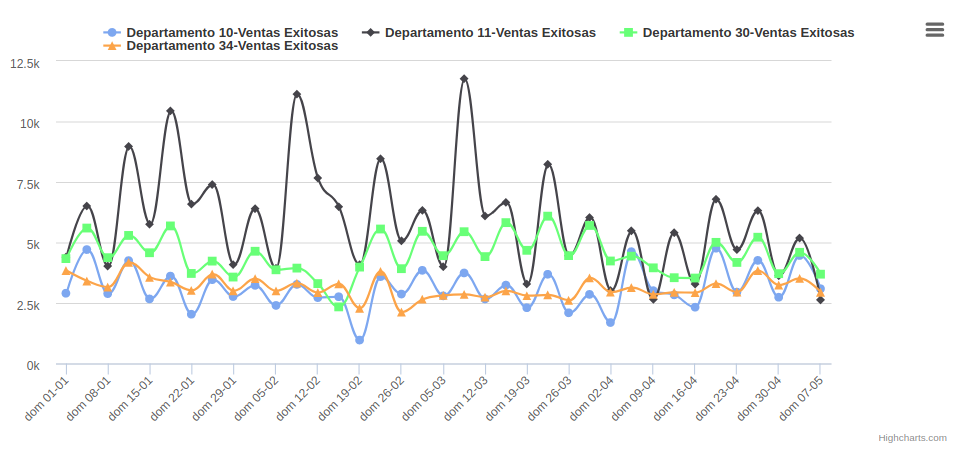 Departamento 10-Ventas Exitosas Departamento 11-Ventas Exitosas Departamento 30-Ventas Exitosas
Departamento 34-Ventas Exitosas
12.5k
10k
7.5k
5k
2.5k
0k
dom 01-01 dom 08-01 dom 15-01 dom 22-01 dom 29-01 dom 05-02 dom 12-02 dom 19-02 dom 26-02 dom 05-03 dom 12-03 dom 19-03 dom 26-03 dom 02-04 dom 09-04 dom 16-04 dom 23-04 dom 30-04 dom 07-05
Highcharts.com